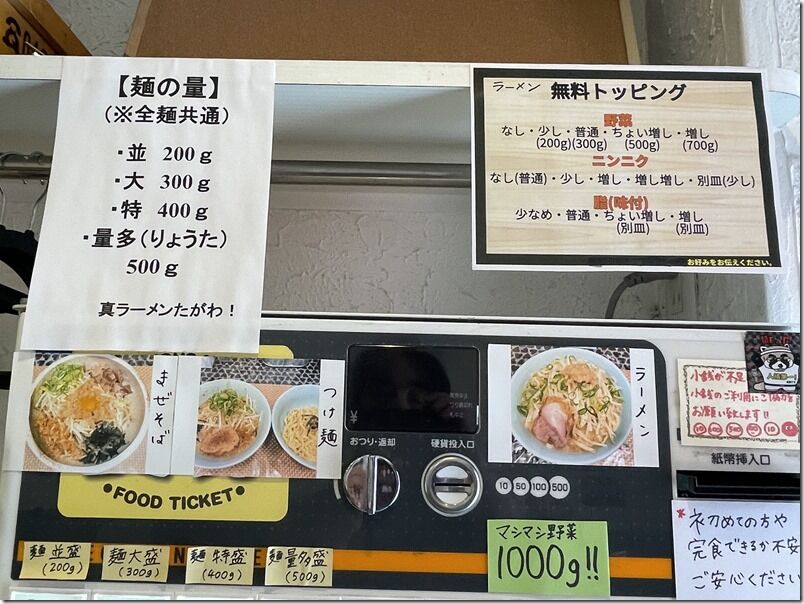 【麺の量】
(※全麺共通)
・並 200g
・大 300g
・特 400g
・量多(りょうた)
500g
真ラーメンたがわ!
ラーメン 無料トッピング
野菜
なし・少し・普通・ちょい増し・増し
(200g)(300g) (500g) (700g)
ニンニク
なし(普通)・少し・増し・増し増し・別皿(少し)
脂(味付)
少なめ・普通・ちょい増し・増し
(別皿) (別皿)
お好みをお伝えください。
まぜそば
つけ麺
ラーメン
¥
おつり・返却
硬貨投入口
10 50 100 500
小銭が不足
小銭のご利用にご協力を
お願い致します!!
紙幣挿入口
FOOD TICKET
麺 並盛
(200g)
麺 大盛
(300g)
麺 特盛
(400g)
麺 量多盛
(500g)
マシマシ野菜
1000g!!
初めての方や
完食できるか不安
ご安心ください